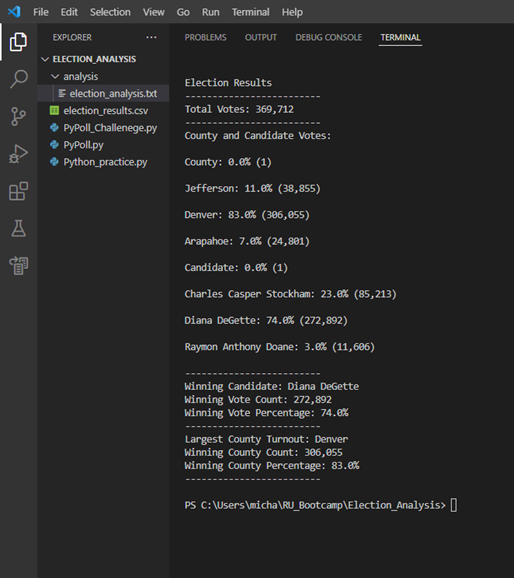 File Edit Selection View Go Run Terminal Help
EXPLORER ...
PROBLEMS OUTPUT DEBUG CONSOLE TERMINAL
ELECTION_ANALYSIS
analysis
election_analysis.txt
election_results.csv
PyPoll_Challenege.py
PyPoll.py
Python_practice.py
Election Results
-------------------------
Total Votes: 369,712
-------------------------
County and Candidate Votes:
County: 0.0% (1)
Jefferson: 11.0% (38,855)
Denver: 83.0% (306,055)
Arapahoe: 7.0% (24,801)
Candidate: 0.0% (1)
Charles Casper Stockham: 23.0% (85,213)
Diana DeGette: 74.0% (272,892)
Raymon Anthony Doane: 3.0% (11,606)
-------------------------
Winning Candidate: Diana DeGette
Winning Vote Count: 272,892
Winning Vote Percentage: 74.0%
-------------------------
Largest County Turnout: Denver
Winning County Count: 306,055
Winning County Percentage: 83.0%
-------------------------
PS C:\Users\micha\RU_Bootcamp\Election_Analysis>